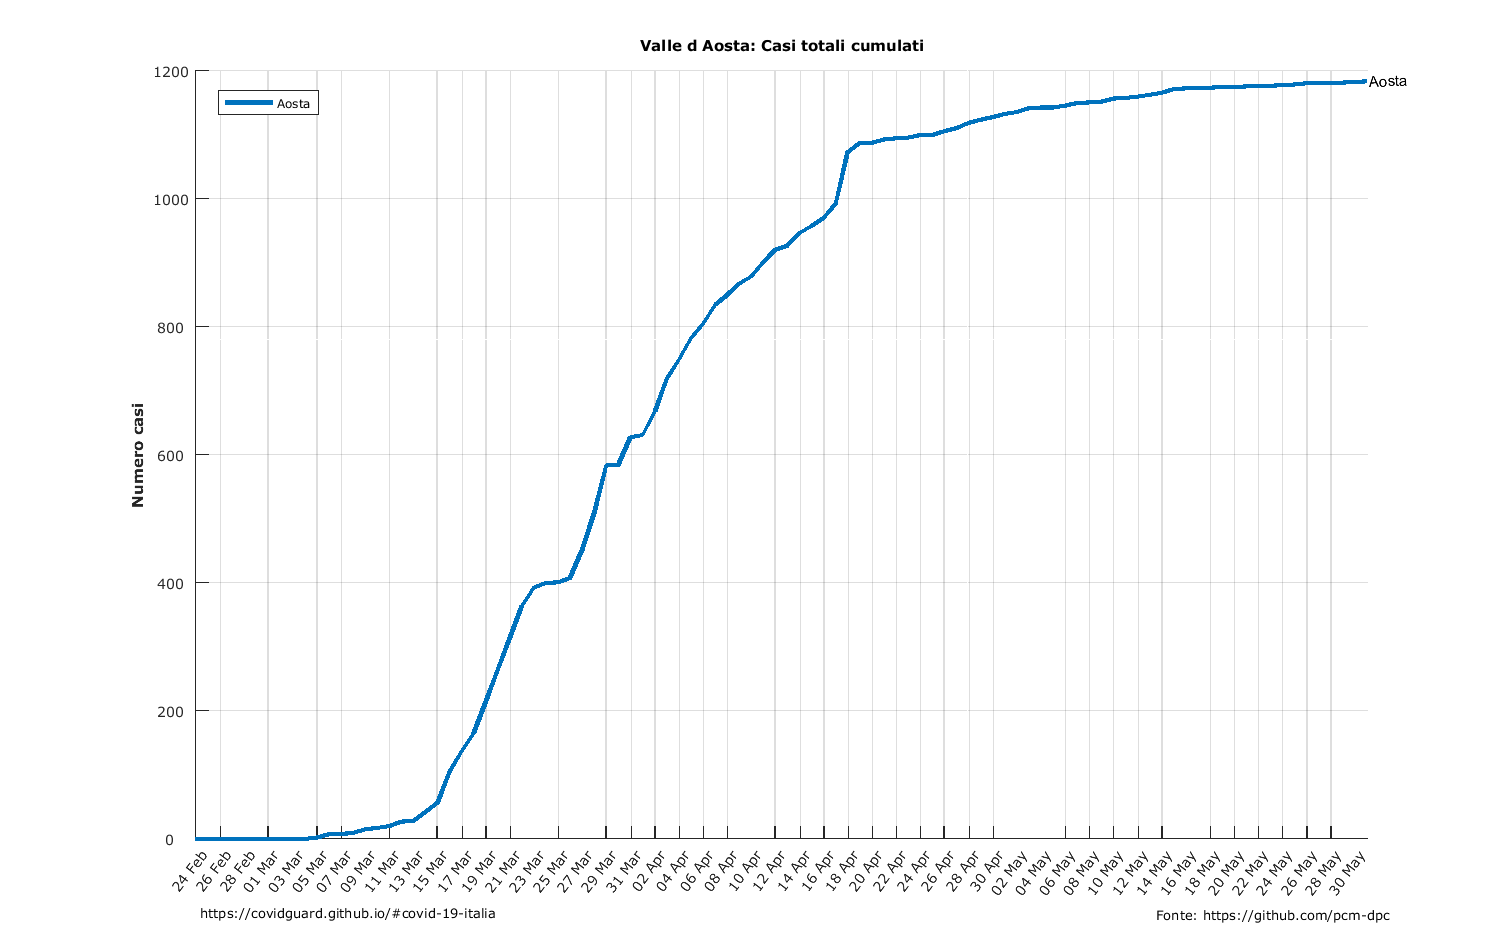 Valle d Aosta: Casi totali cumulati
1200
1000
800
600
400
200
0
Numero casi
Aosta
Aosta
24 Feb
26 Feb
28 Feb
01 Mar
03 Mar
05 Mar
07 Mar
09 Mar
11 Mar
13 Mar
15 Mar
17 Mar
19 Mar
21 Mar
23 Mar
25 Mar
27 Mar
29 Mar
31 Mar
02 Apr
04 Apr
06 Apr
08 Apr
10 Apr
12 Apr
14 Apr
16 Apr
18 Apr
20 Apr
22 Apr
24 Apr
26 Apr
28 Apr
30 Apr
02 May
04 May
06 May
08 May
10 May
12 May
14 May
16 May
18 May
20 May
22 May
24 May
26 May
28 May
30 May
https://covidguard.github.io/#covid-19-italia
Fonte: https://github.com/pcm-dpc